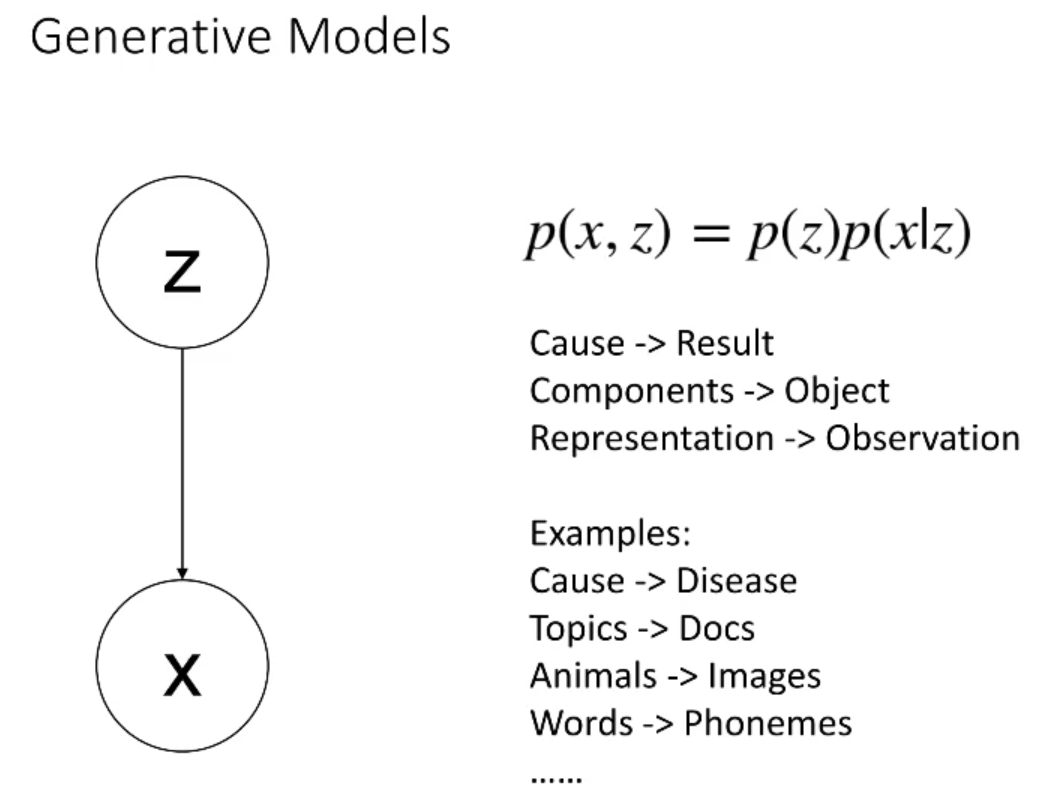 Generative Models
z
x
p(x, z) = p(z)p(x|z)
Cause -> Result
Components -> Object
Representation -> Observation
Examples:
Cause -> Disease
Topics -> Docs
Animals -> Images
Words -> Phonemes
......